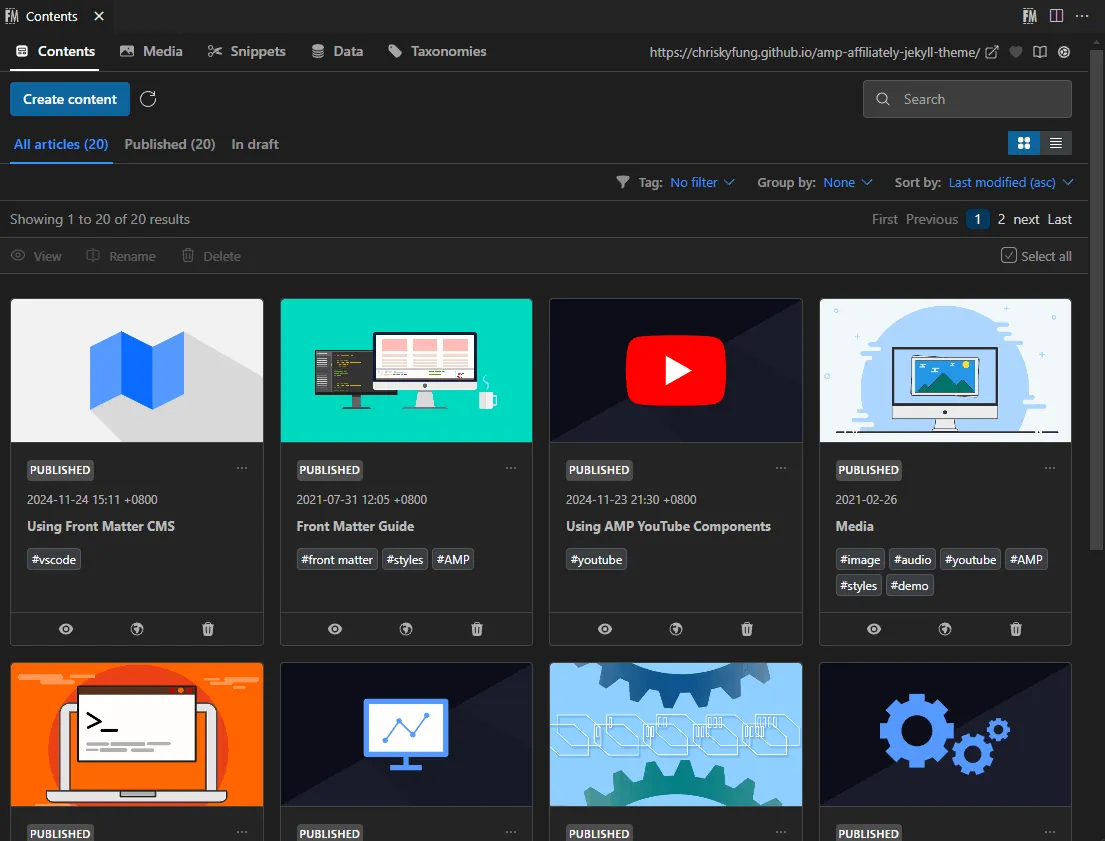 FM Contents FM
Contents Media Snippets Data Taxonomies https://chriskyfung.github.io/amp-affiliately-jekyll-theme/
Create content Search
All articles (20) Published (20) In draft
Tag: No filter Group by: None Sort by: Last modified (asc)
Showing 1 to 20 of 20 results First Previous 1 2 next Last
View Rename Delete Select all
PUBLISHED
2024-11-24 15:11 +0800
Using Front Matter CMS
#vscode
PUBLISHED
2021-07-31 12:05 +0800
Front Matter Guide
#front matter #styles #AMP
PUBLISHED
2024-11-23 21:30 +0800
Using AMP YouTube Components
#youtube
PUBLISHED
2021-02-26
Media
#image #audio #youtube #AMP
#styles #demo
>_
PUBLISHED
PUBLISHED
PUBLISHED
PUBLISHED